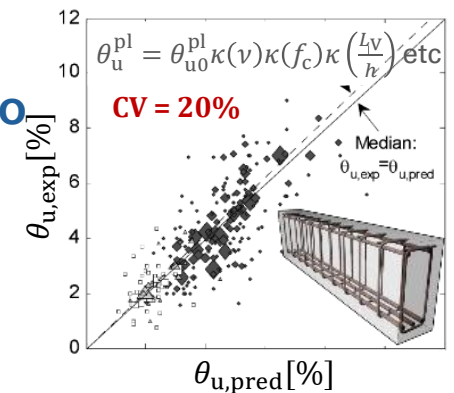 12
10
8
6
4
2
0
θ_u^pl = θ_u0^pl κ(ν)κ(f_c)κ(L_V/h) etc
CV = 20%
O
Median:
θ_u,exp=θ_u,pred
θ_u,exp[%]
θ_u,pred[%]